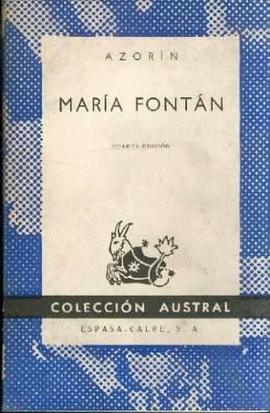 AZORÍN
MARÍA FONTÁN
CUARTA EDICIÓN
COLECCIÓN AUSTRAL
ESPASA-CALPE, S. A.